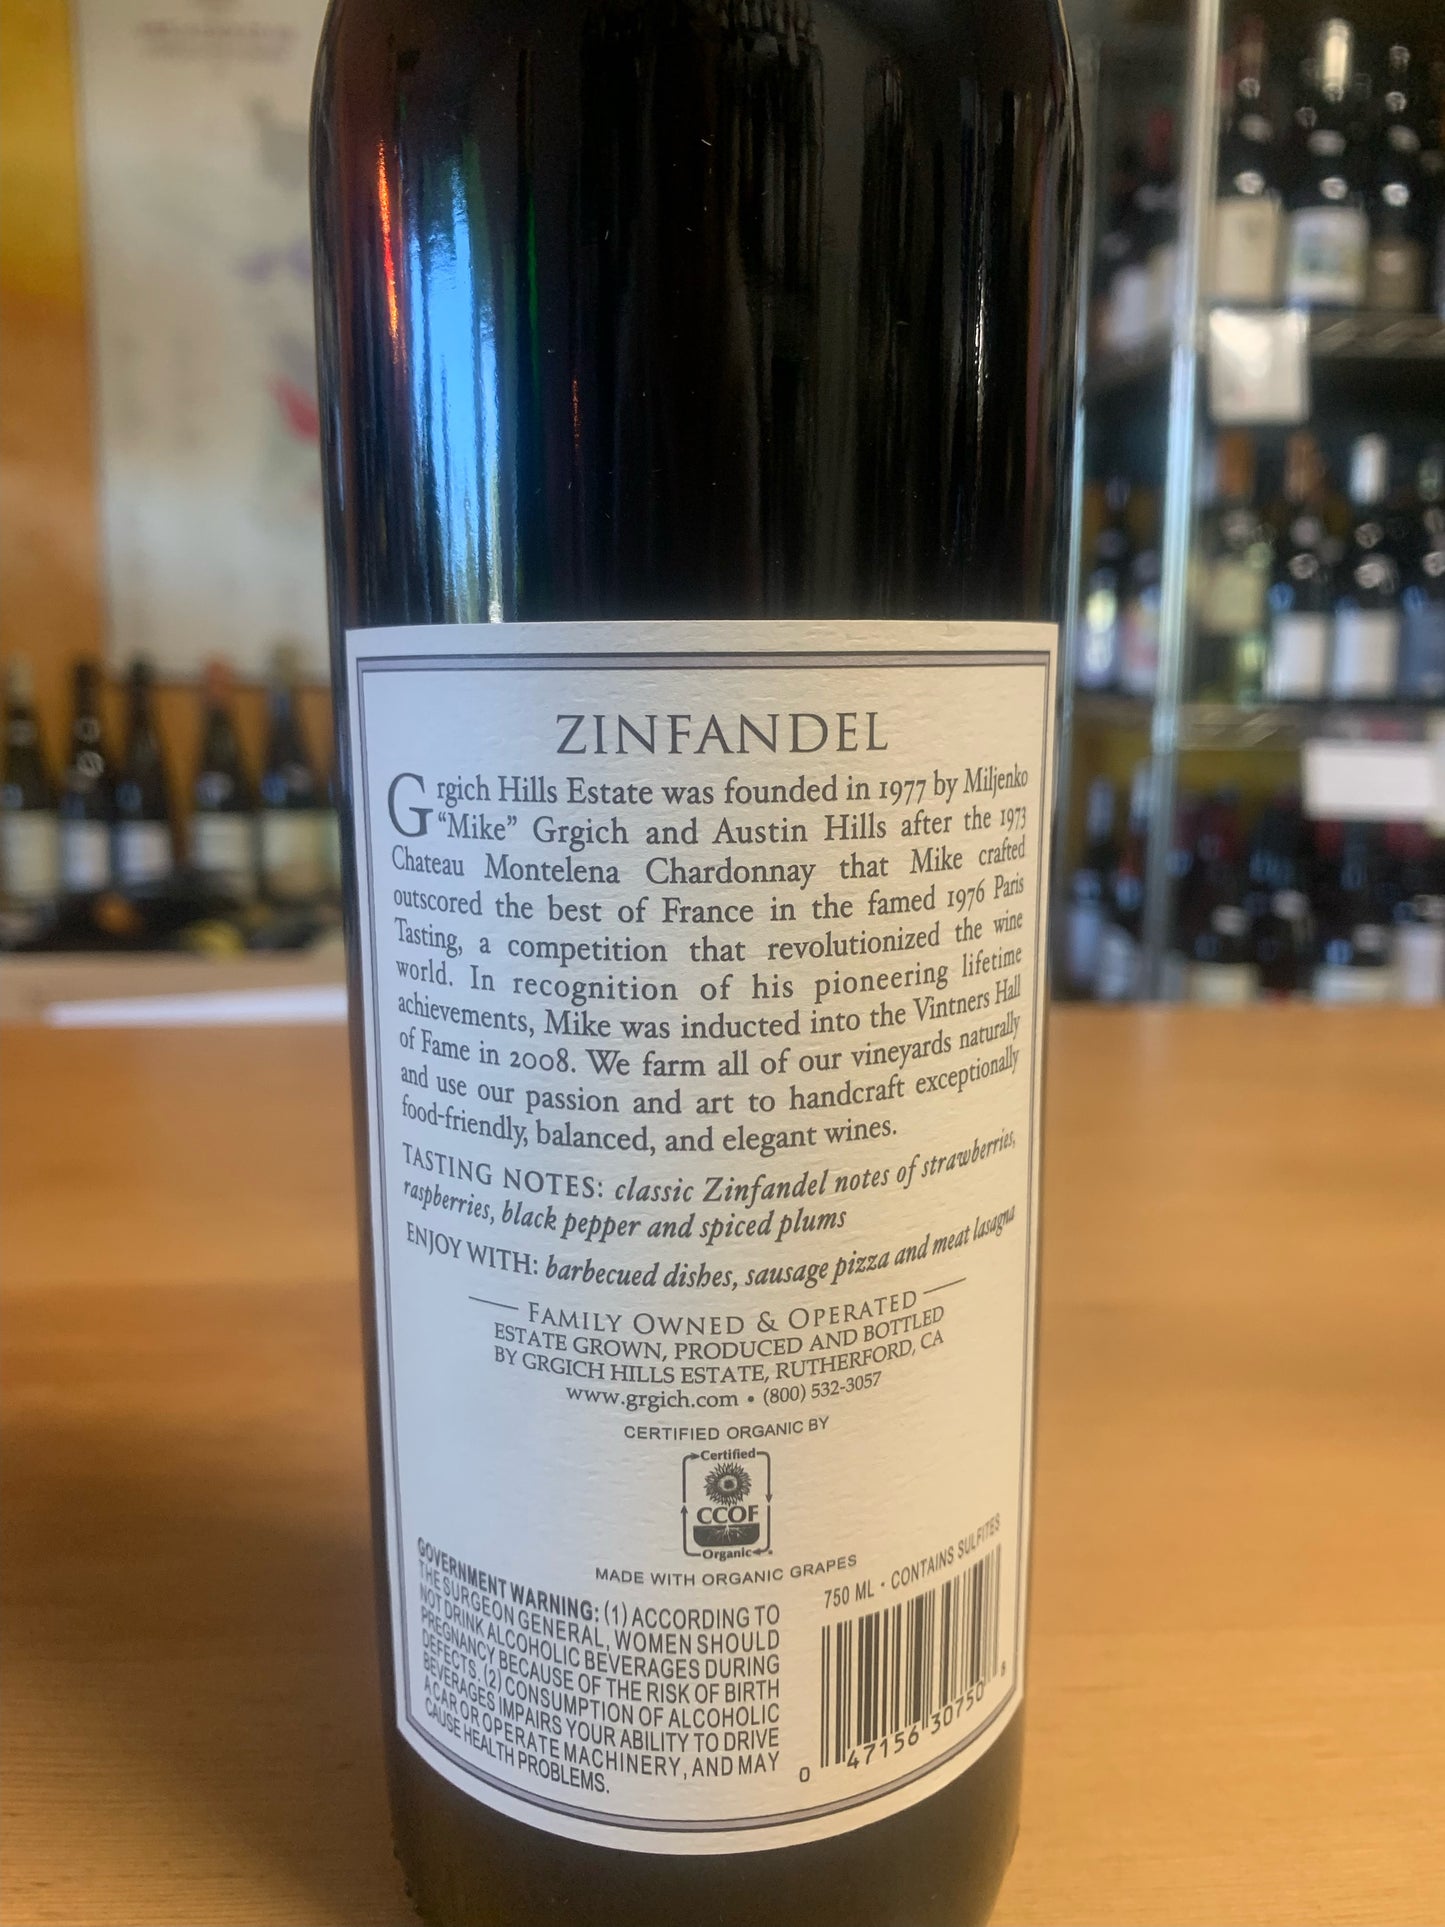 ZINFANDEL
Grgich Hills Estate was founded in 1977 by Miljenko
"Mike" Grgich and Austin Hills after the 1973
Chateau Montelena Chardonnay that Mike crafted
outscored the best of France in the famed 1976 Paris
Tasting, a competition that revolutionized the wine
world. In recognition of his pioneering lifetime
achievements, Mike was inducted into the Vintners Hall
of Fame in 2008. We farm all of our vineyards naturally
and use our passion and art to handcraft exceptionally
food-friendly, balanced, and elegant wines.
TASTING NOTES: classic Zinfandel notes of strawberries,
raspberries, black pepper and spiced plums
ENJOY WITH: barbecued dishes, sausage pizza and meat lasagna
FAMILY OWNED & OPERATED
ESTATE GROWN, PRODUCED AND BOTTLED
BY GRGICH HILLS ESTATE, RUTHERFORD, CA
www.grgich.com • (800) 532-3057
CERTIFIED ORGANIC BY
Certified
CCOF
Organic
MADE WITH ORGANIC GRAPES
GOVERNMENT WARNING: (1) ACCORDING TO
THE SURGEON GENERAL, WOMEN SHOULD
NOT DRINK ALCOHOLIC BEVERAGES DURING
PREGNANCY BECAUSE OF THE RISK OF BIRTH
DEFECTS. (2) CONSUMPTION OF ALCOHOLIC
BEVERAGES IMPAIRS YOUR ABILITY TO DRIVE
A CAR OR OPERATE MACHINERY, AND MAY
CAUSE HEALTH PROBLEMS.
750 ML • CONTAINS SULFITES
0 47156 30750 8